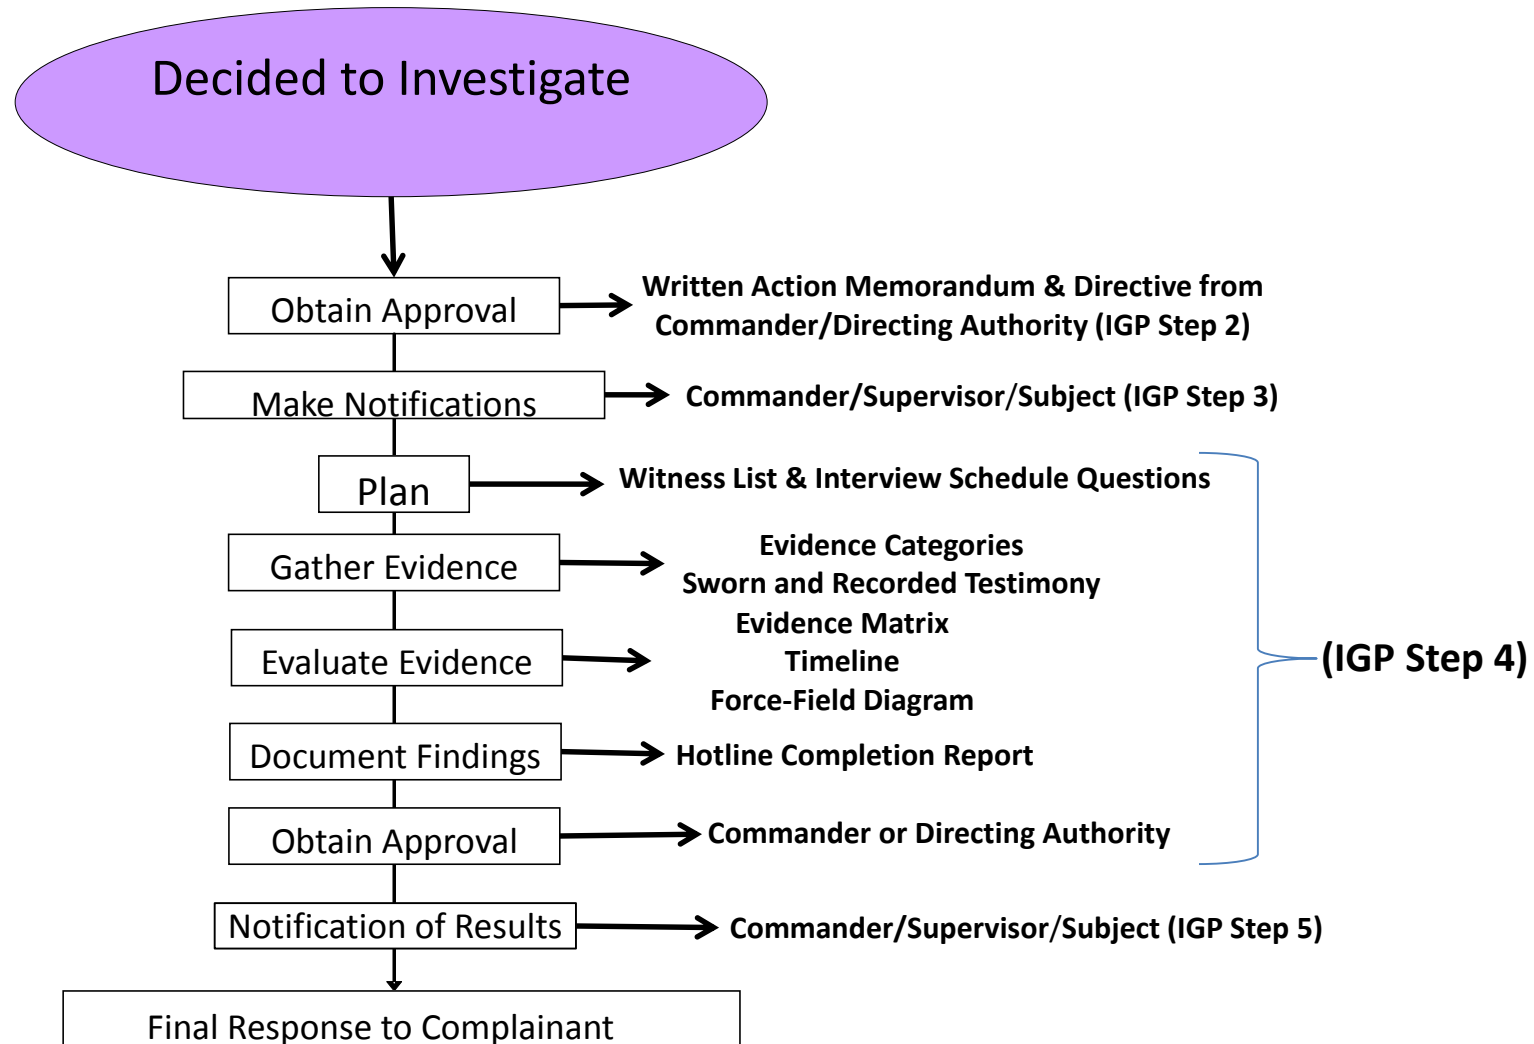 Decided to Investigate
Obtain Approval
Written Action Memorandum & Directive from
Commander/Directing Authority (IGP Step 2)
Make Notifications
Commander/Supervisor/Subject (IGP Step 3)
Plan
Witness List & Interview Schedule Questions
Gather Evidence
Evidence Categories
Sworn and Recorded Testimony
Evaluate Evidence
Evidence Matrix
Timeline
Force-Field Diagram
(IGP Step 4)
Document Findings
Hotline Completion Report
Obtain Approval
Commander or Directing Authority
Notification of Results
Commander/Supervisor/Subject (IGP Step 5)
Final Response to Complainant